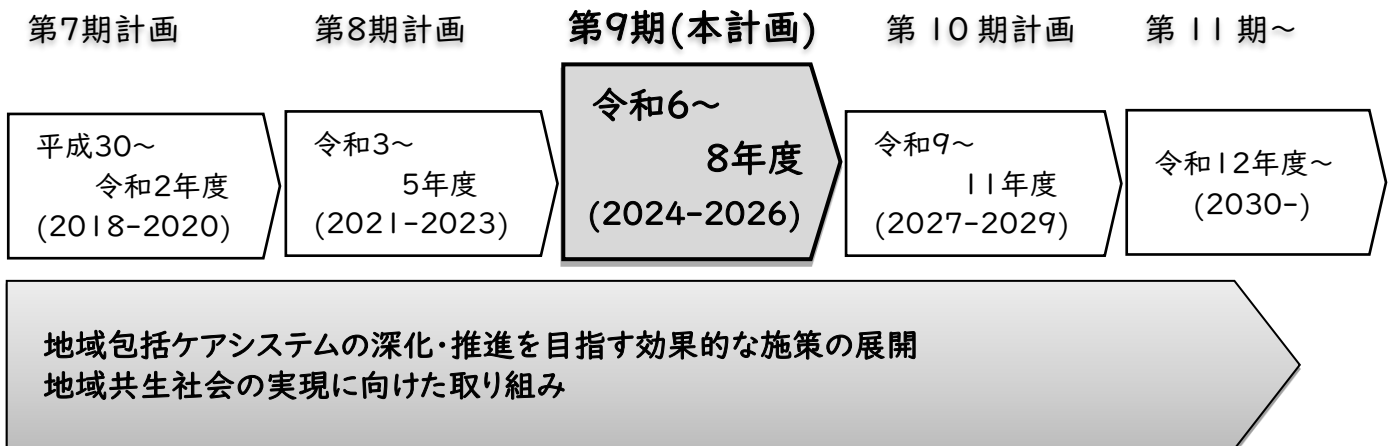 第7期計画
第8期計画
第9期(本計画)
第10期計画
第11期~
平成30~
令和2年度
(2018-2020)
令和3~
5年度
(2021-2023)
令和6~
8年度
(2024-2026)
令和9~
11年度
(2027-2029)
令和12年度~
(2030-)
地域包括ケアシステムの深化・推進を目指す効果的な施策の展開
地域共生社会の実現に向けた取り組み